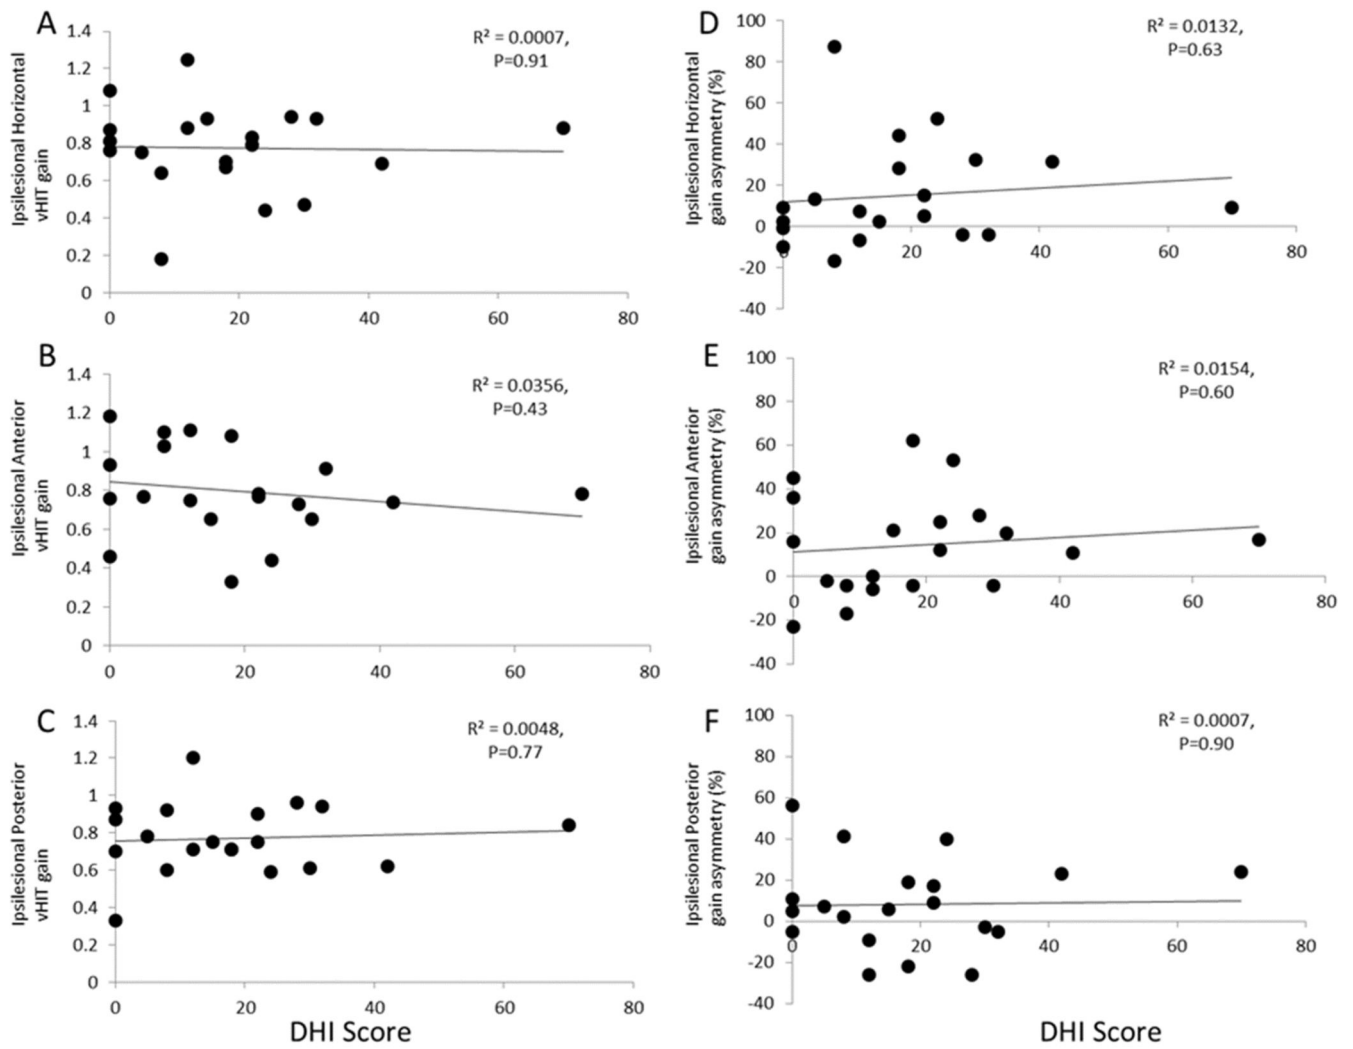 A
Ipsilesional Horizontal
vHIT gain
R² = 0.0007,
P=0.91
1.4
1.2
1
0.8
0.6
0.4
0.2
0
0 20 40 60 80
D
Ipsilesional Horizontal
gain asymmetry (%)
R² = 0.0132,
P=0.63
100
80
60
40
20
0
-20
-40
0 20 40 60 80
B
Ipsilesional Anterior
vHIT gain
R² = 0.0356,
P=0.43
1.4
1.2
1
0.8
0.6
0.4
0.2
0
0 20 40 60 80
E
Ipsilesional Anterior
gain asymmetry (%)
R² = 0.0154,
P=0.60
100
80
60
40
20
0
-20
-40
0 20 40 60 80
C
Ipsilesional Posterior
vHIT gain
R² = 0.0048,
P=0.77
1.4
1.2
1
0.8
0.6
0.4
0.2
0
0 20 40 60 80
DHI Score
F
Ipsilesional Posterior
gain asymmetry (%)
R² = 0.0007,
P=0.90
100
80
60
40
20
0
-20
-40
0 20 40 60 80
DHI Score